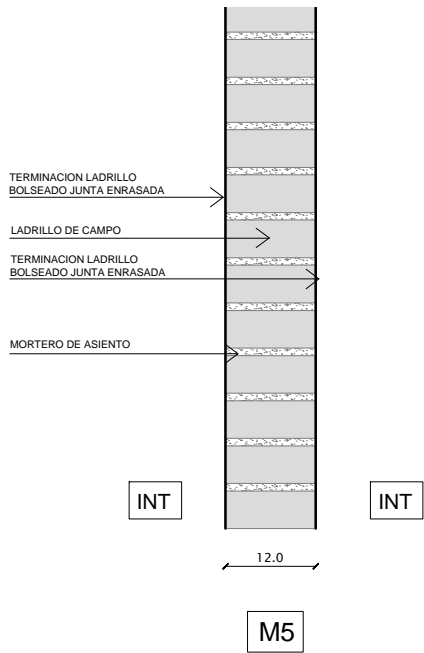 TERMINACION LADRILLO
BOLSEADO JUNTA ENRASADA
LADRILLO DE CAMPO
TERMINACION LADRILLO
BOLSEADO JUNTA ENRASADA
MORTERO DE ASIENTO
INT
INT
12.0
M5